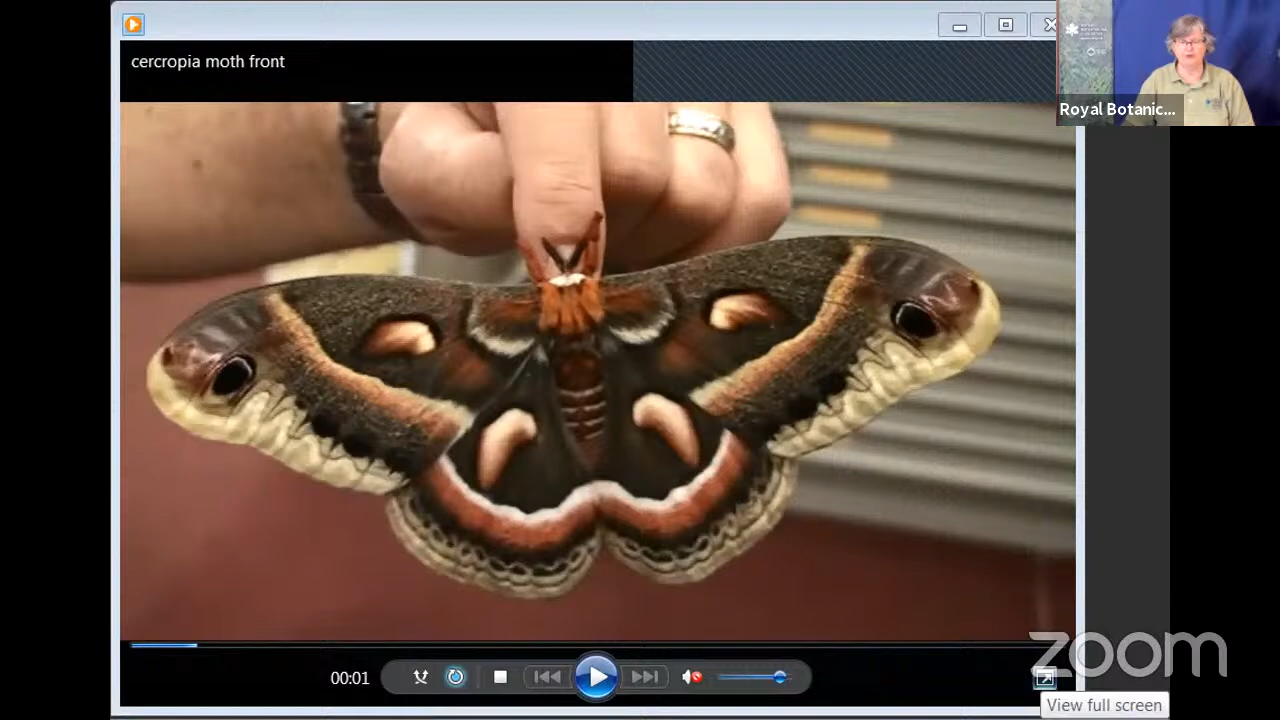 cercropia moth front
Royal Botanic...
00:01
zoom
View full screen